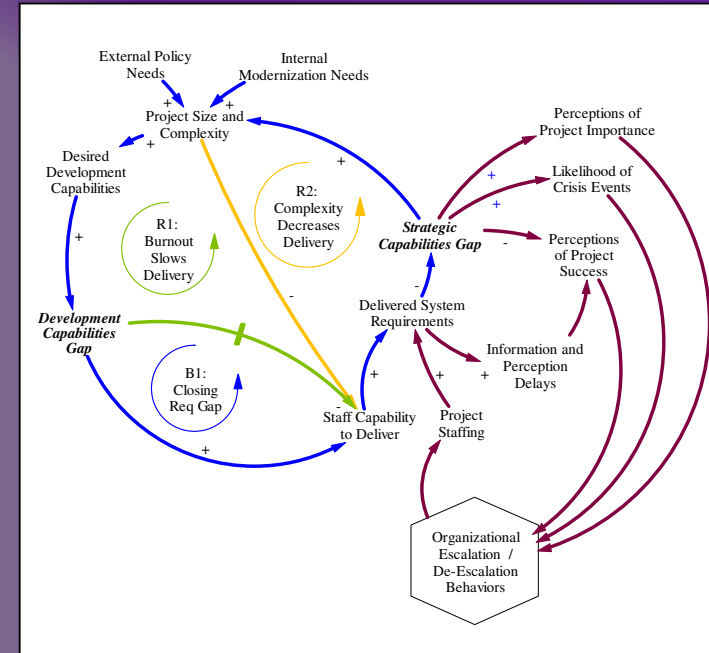 External Policy
Needs
Internal
Modernization Needs
+
+
Project Size and
Complexity
+
Desired
Development
Capabilities
+
R1:
Burnout
Slows
Delivery
R2:
Complexity
Decreases
Delivery
+
Strategic
Capabilities Gap
Perceptions of
Project Importance
+
Likelihood of
Crisis Events
+
-
Perceptions
of Project
Success
-
Delivered System
Requirements
-
Development
Capabilities
Gap
B1:
Closing
Req Gap
+
+
+
Information and
Perception
Delays
-
Staff Capability
to Deliver
Project
Staffing
+
Organizational
Escalation /
De-Escalation
Behaviors